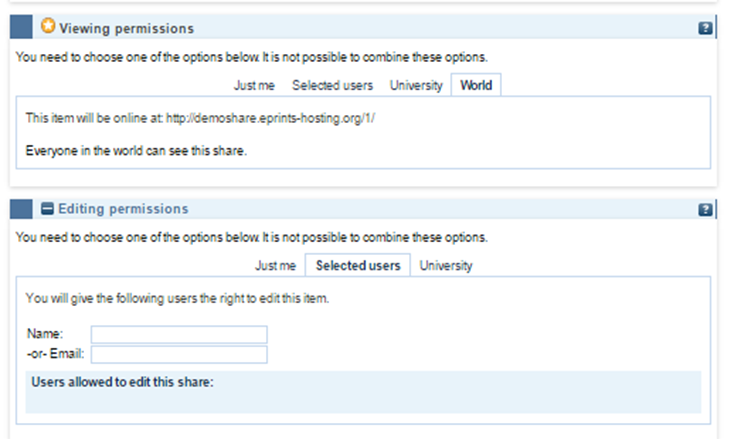 Viewing permissions ?
You need to choose one of the options below. It is not possible to combine these options.
Just me Selected users University World
This item will be online at: http://demoshare.eprints-hosting.org/1/
Everyone in the world can see this share.
Editing permissions ?
You need to choose one of the options below. It is not possible to combine these options.
Just me Selected users University
You will give the following users the right to edit this item.
Name:
-or- Email:
Users allowed to edit this share: